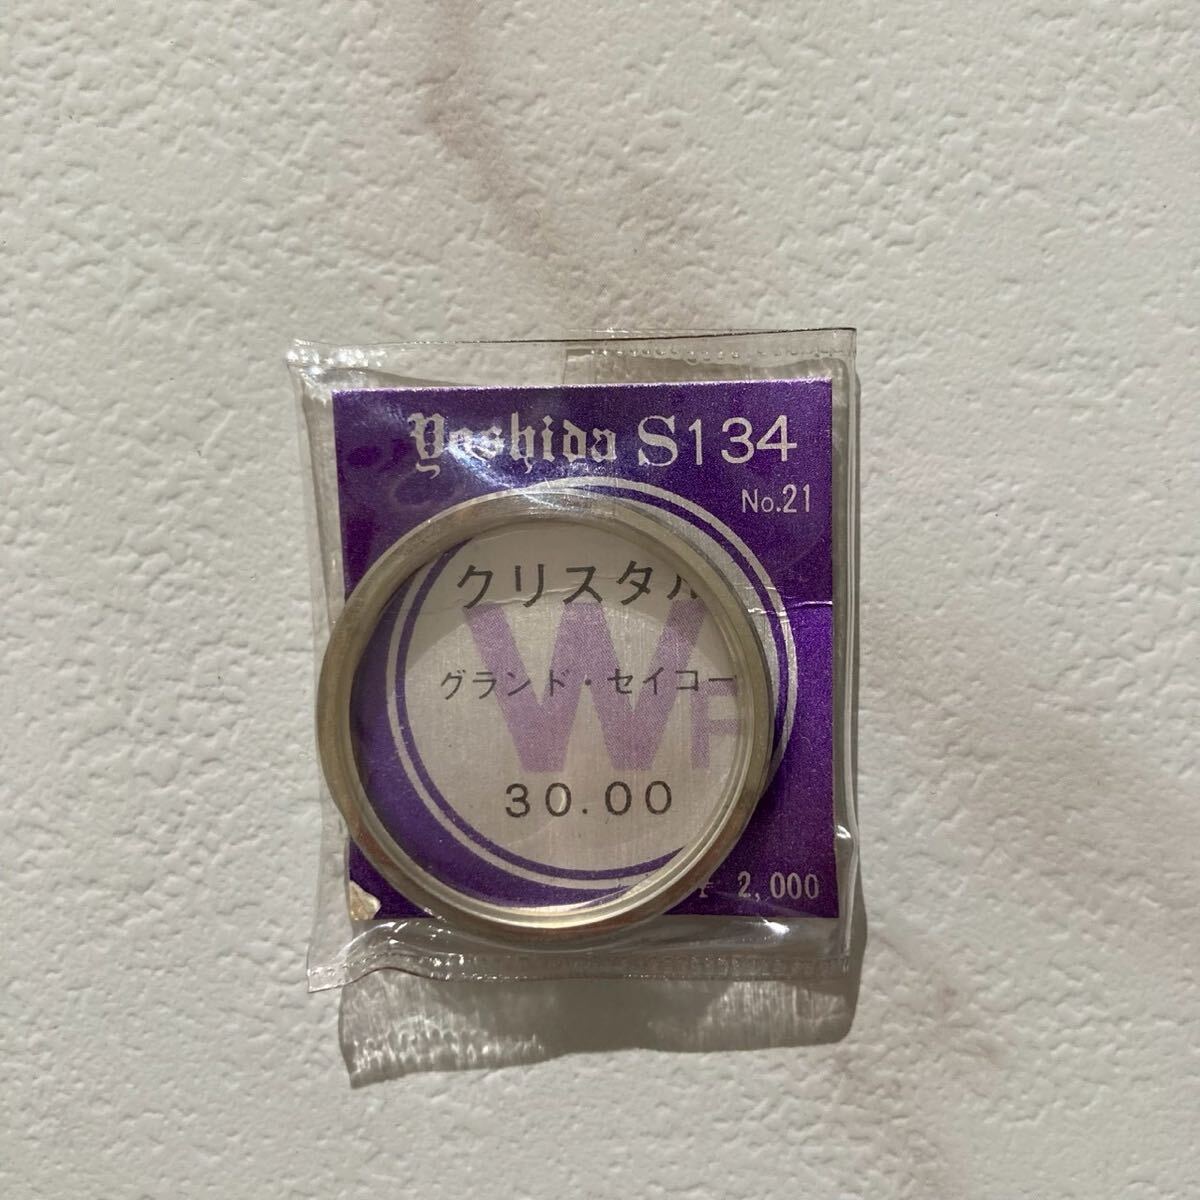 Yoshida S134
No.21
クリスタル
WP
グランド・セイコー
30.00
¥ 2,000